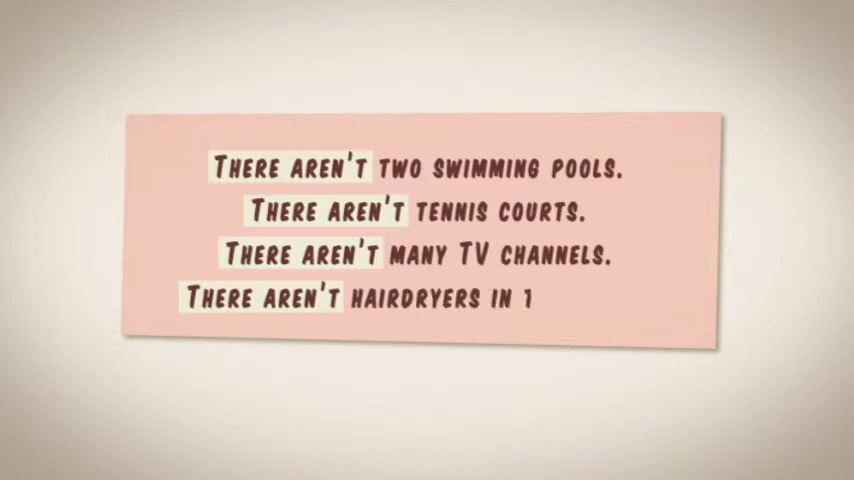 THERE AREN'T TWO SWIMMING POOLS.
THERE AREN'T TENNIS COURTS.
THERE AREN'T MANY TV CHANNELS.
THERE AREN'T HAIRDRYERS IN 1